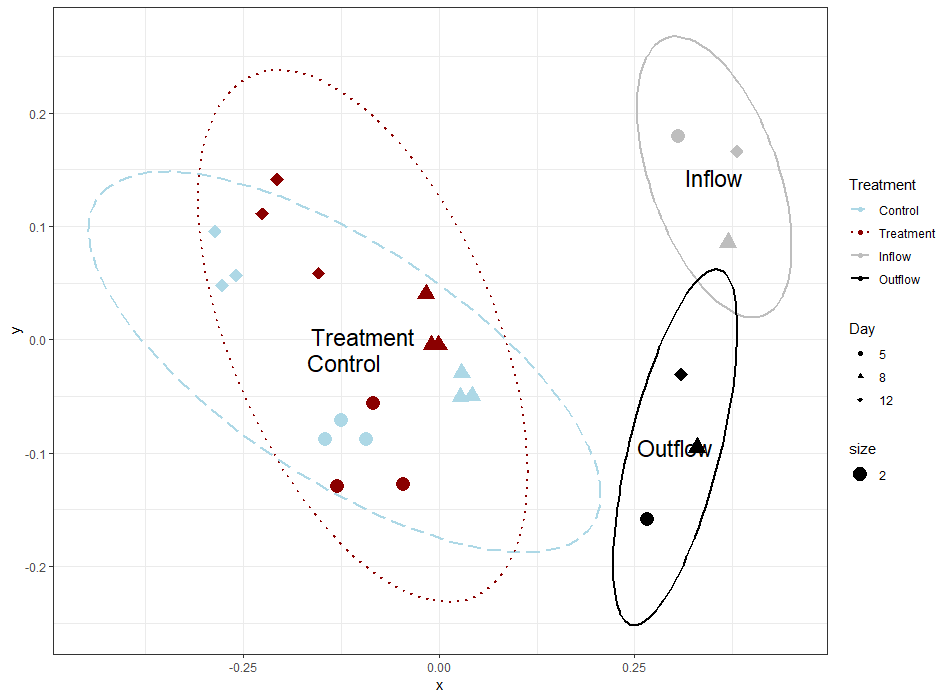 Inflow
Treatment
Control
Outflow
0.2
0.1
0.0
-0.1
-0.2
y
-0.25
0.00
0.25
x
Treatment
Control
Treatment
Inflow
Outflow
Day
5
8
12
size
2